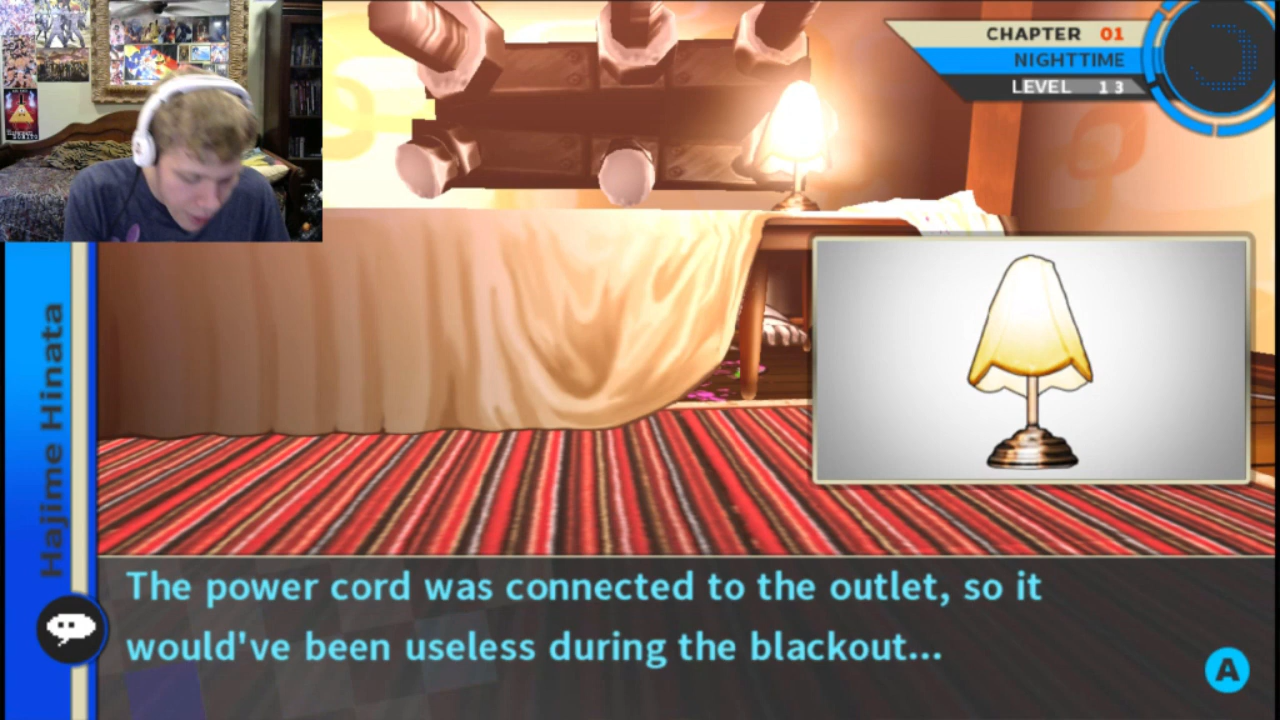 CHAPTER 01
NIGHTTIME
LEVEL 13
Hajime Hinata
The power cord was connected to the outlet, so it
would've been useless during the blackout...
A